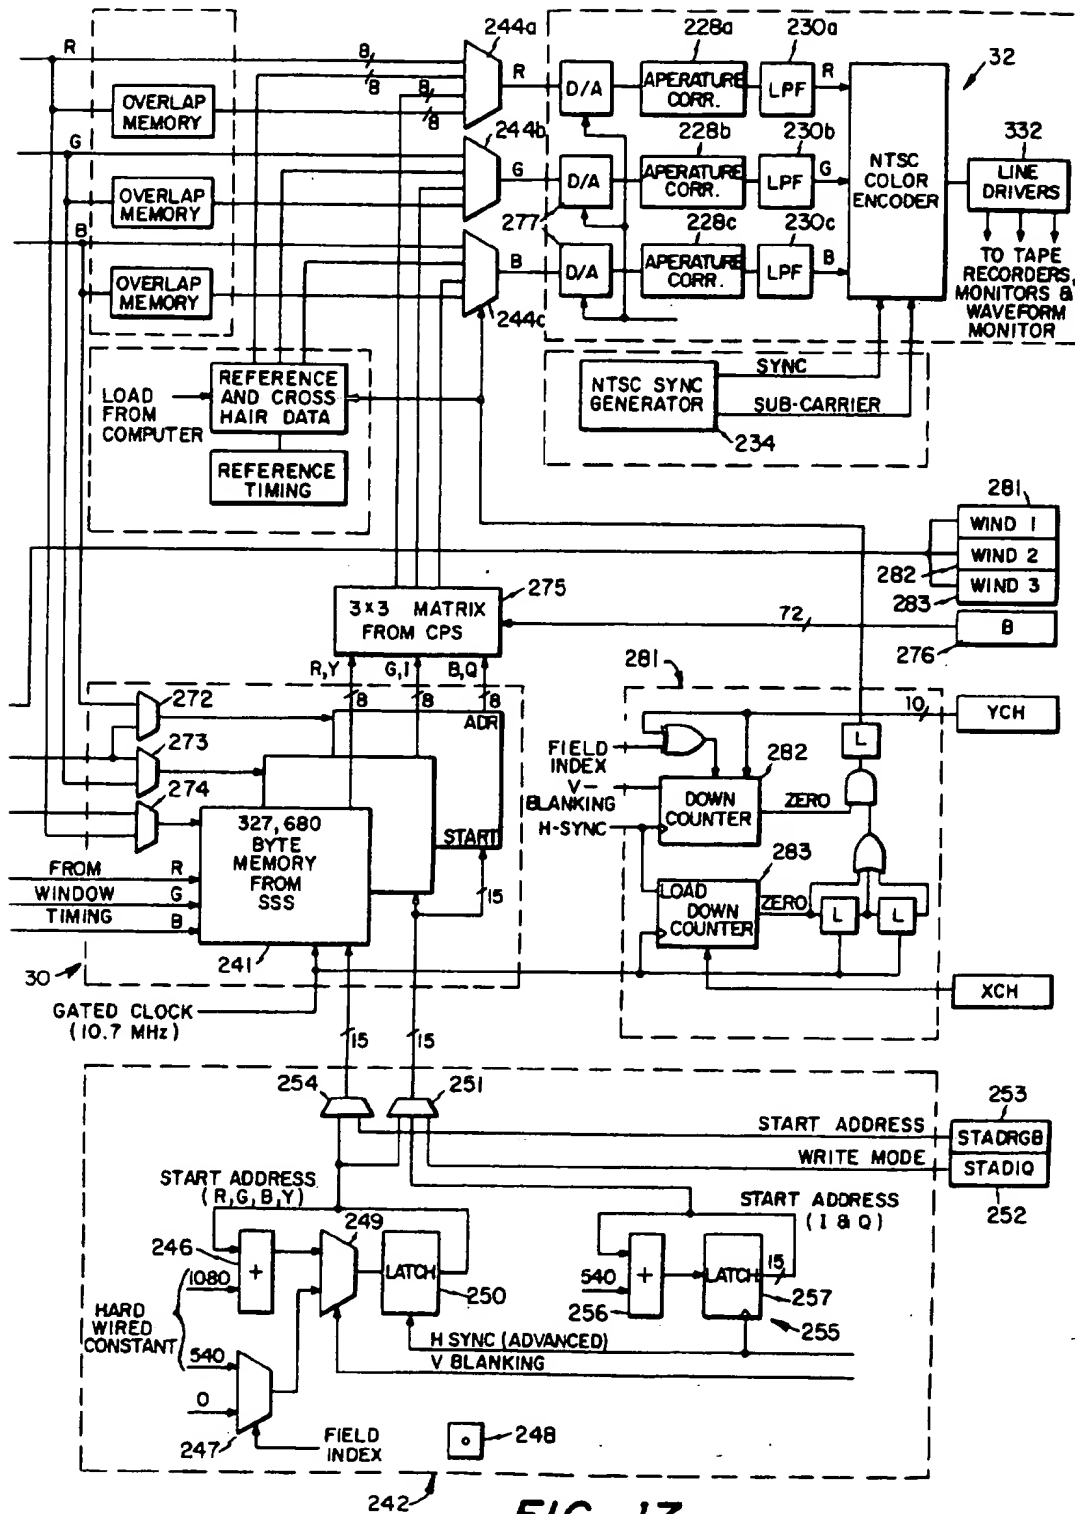 244a
228a
230a
R
8
8
8
8
R
D/A
APERATURE
CORR.
LPF
R
32
OVERLAP
MEMORY
244b
228b
230b
NTSC
COLOR
ENCODER
332
LINE
DRIVERS
G
G
D/A
APERATURE
CORR.
LPF
G
OVERLAP
MEMORY
277
228c
230c
TO TAPE
RECORDERS,
MONITORS &
WAVEFORM
MONITOR
B
B
D/A
APERATURE
CORR.
LPF
B
OVERLAP
MEMORY
244c
LOAD
FROM
COMPUTER
REFERENCE
AND CROSS
HAIR DATA
REFERENCE
TIMING
NTSC SYNC
GENERATOR
SYNC
SUB-CARRIER
234
281
WIND 1
WIND 2
WIND 3
282
283
3×3 MATRIX
FROM CPS
275
72
B
276
R,Y
G,I
B,Q
8
8
8
272
273
274
ADR
START
15
327,680
BYTE
MEMORY
FROM
SSS
FROM R
WINDOW G
TIMING B
241
30
GATED CLOCK
(10.7 MHz)
281
10
YCH
FIELD
INDEX
V-
BLANKING
H-SYNC
282
DOWN
COUNTER
ZERO
L
283
LOAD
DOWN
COUNTER
ZERO
L
L
XCH
15
15
254
251
253
START ADDRESS
STADRGB
WRITE MODE
STADIQ
252
START ADDRESS
(R,G,B,Y)
START ADDRESS
(I & Q)
246
+
249
LATCH
250
1080
HARD
WIRED
CONSTANT
540
0
247
FIELD
INDEX
540
+
256
LATCH
15
257
255
H SYNC (ADVANCED)
V BLANKING
248
242
FIG. 17